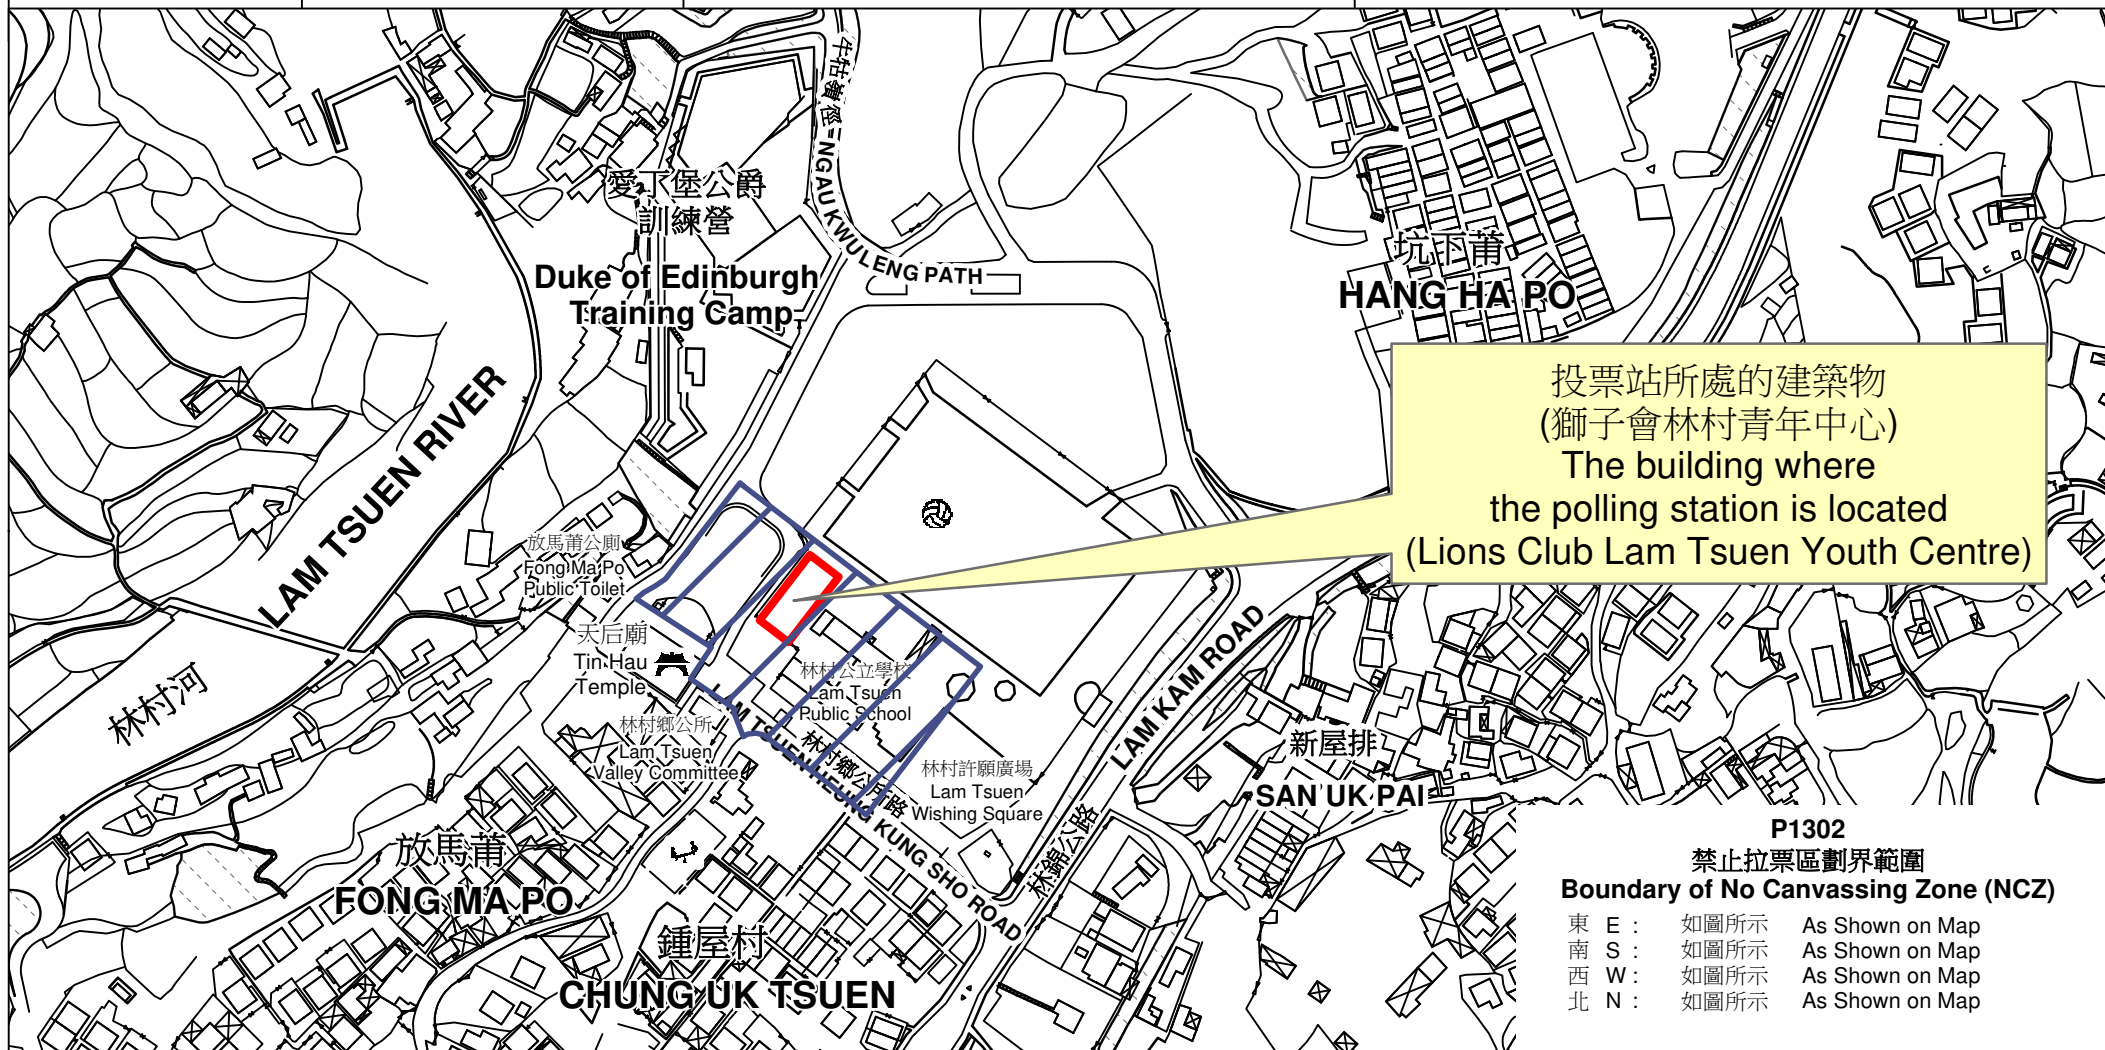 牛牯嶺徑
NGAU KWU LENG PATH
愛丁堡公爵
訓練營
Duke of Edinburgh
Training Camp
坑下莆
HANG HA PO
投票站所處的建築物
(獅子會林村青年中心)
The building where
the polling station is located
(Lions Club Lam Tsuen Youth Centre)
LAM TSUEN RIVER
林村河
放馬莆公廁
Fong Ma Po
Public Toilet
天后廟
Tin Hau
Temple
林村公立學校
Lam Tsuen
Public School
林村鄉公所
Lam Tsuen
Valley Committee
林村鄉公所路
LAM TSUEN HEUNG KUNG SHO ROAD
林村許願廣場
Lam Tsuen
Wishing Square
LAM KAM ROAD
林錦公路
新屋排
SAN UK PAI
放馬莆
FONG MA PO
鍾屋村
CHUNG UK TSUEN
P1302
禁止拉票區劃界範圍
Boundary of No Canvassing Zone (NCZ)
東 E : 如圖所示 As Shown on Map
南 S : 如圖所示 As Shown on Map
西 W : 如圖所示 As Shown on Map
北 N : 如圖所示 As Shown on Map